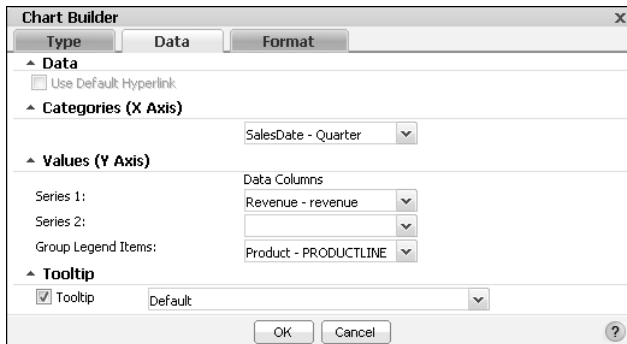 Chart Builder x
Type Data Format
Data
Use Default Hyperlink
Categories (X Axis)
SalesDate - Quarter
Values (Y Axis)
Data Columns
Series 1: Revenue - revenue
Series 2:
Group Legend Items: Product - PRODUCTLINE
Tooltip
Tooltip Default
OK Cancel ?